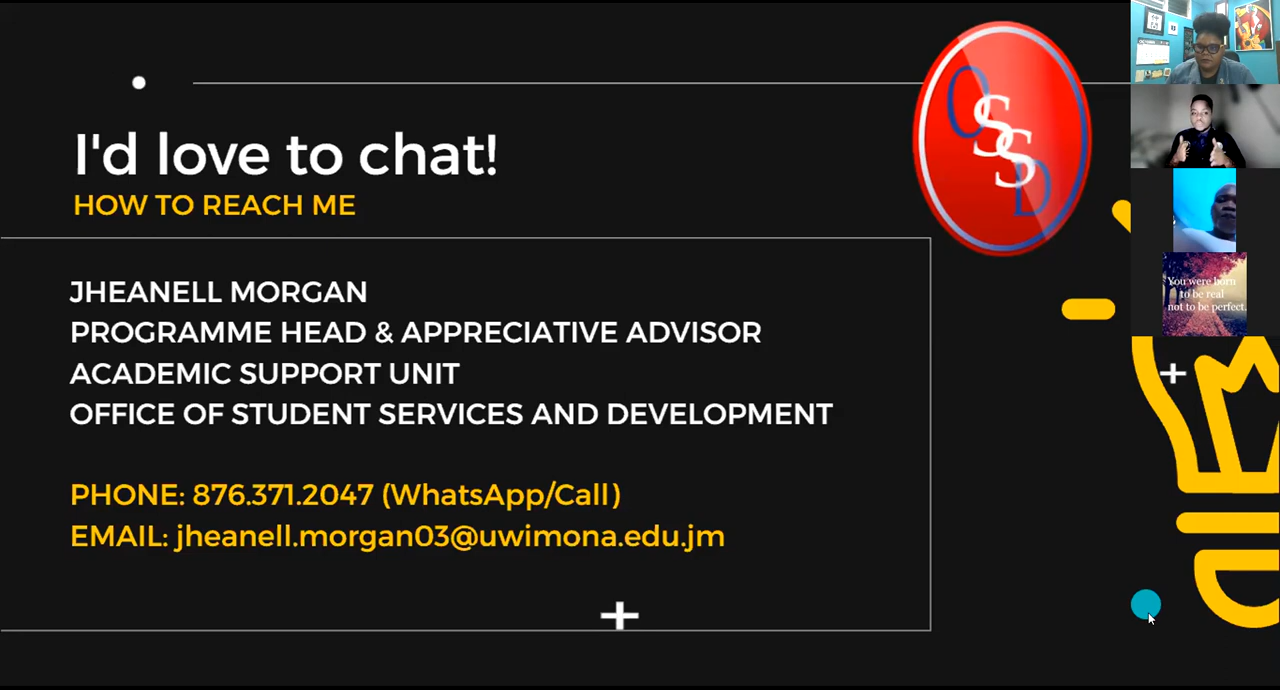 I'd love to chat!
HOW TO REACH ME
OSSD
JHEANELL MORGAN
PROGRAMME HEAD & APPRECIATIVE ADVISOR
ACADEMIC SUPPORT UNIT
OFFICE OF STUDENT SERVICES AND DEVELOPMENT
PHONE: 876.371.2047 (WhatsApp/Call)
EMAIL: jheanell.morgan03@uwimona.edu.jm
You were born
to be real
not to be perfect.